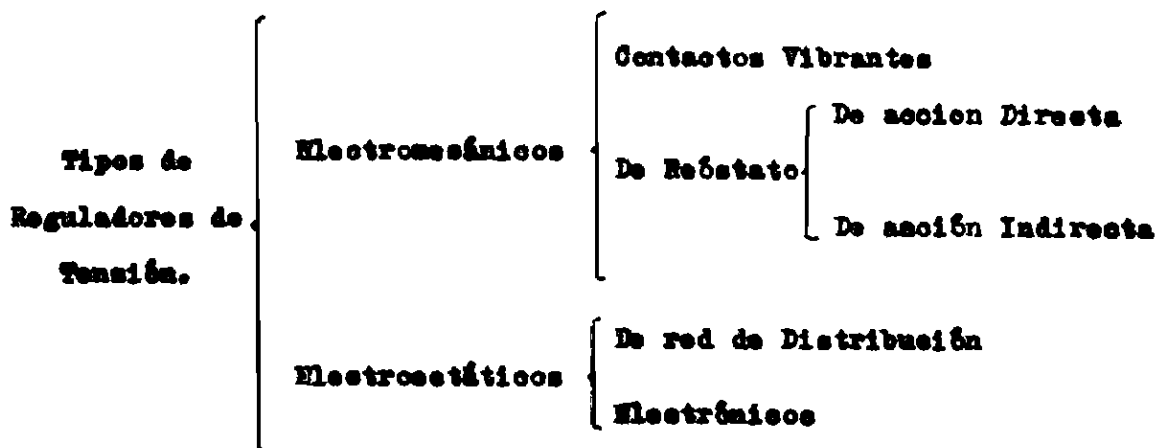 Tipos de
Reguladores de
Tensión.
Electromecánicos
Contactos Vibrantes
De Reóstato
De accion Directa
De acción Indirecta
Electroestáticos
De red de Distribución
Electrónicos